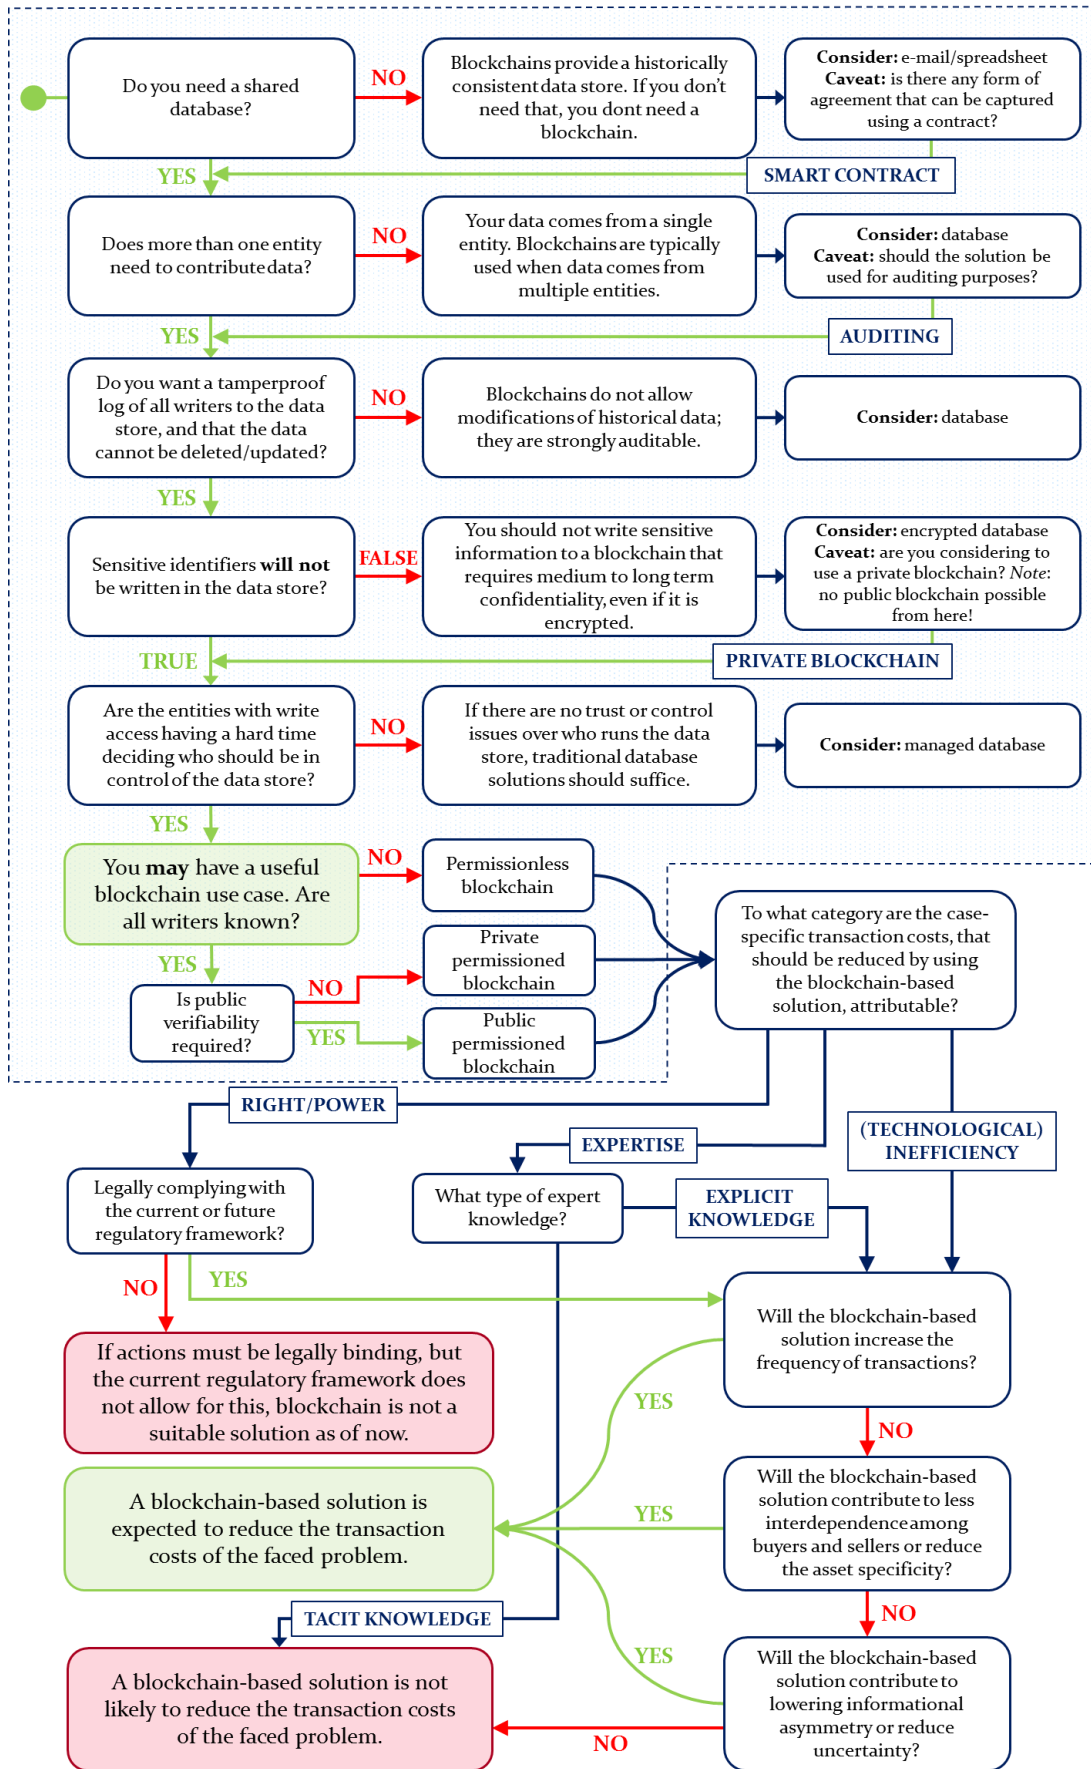 Do you need a shared
database?
NO
Blockchains provide a historically
consistent data store. If you don't
need that, you dont need a
blockchain.
Consider: e-mail/spreadsheet
Caveat: is there any form of
agreement that can be captured
using a contract?
YES
SMART CONTRACT
Does more than one entity
need to contribute data?
NO
Your data comes from a single
entity. Blockchains are typically
used when data comes from
multiple entities.
Consider: database
Caveat: should the solution be
used for auditing purposes?
YES
AUDITING
Do you want a tamperproof
log of all writers to the data
store, and that the data
cannot be deleted/updated?
NO
Blockchains do not allow
modifications of historical data;
they are strongly auditable.
Consider: database
YES
Sensitive identifiers will not
be written in the data store?
FALSE
You should not write sensitive
information to a blockchain that
requires medium to long term
confidentiality, even if it is
encrypted.
Consider: encrypted database
Caveat: are you considering to
use a private blockchain? Note:
no public blockchain possible
from here!
TRUE
PRIVATE BLOCKCHAIN
Are the entities with write
access having a hard time
deciding who should be in
control of the data store?
NO
If there are no trust or control
issues over who runs the data
store, traditional database
solutions should suffice.
Consider: managed database
YES
You may have a useful
blockchain use case. Are
all writers known?
NO
Permissionless
blockchain
YES
Is public
verifiability
required?
NO
Private
permissioned
blockchain
YES
Public
permissioned
blockchain
To what category are the case-
specific transaction costs, that
should be reduced by using
the blockchain-based
solution, attributable?
RIGHT/POWER
EXPERTISE
(TECHNOLOGICAL)
INEFFICIENCY
Legally complying with
the current or future
regulatory framework?
What type of expert
knowledge?
EXPLICIT
KNOWLEDGE
NO
YES
Will the blockchain-based
solution increase the
frequency of transactions?
If actions must be legally binding, but
the current regulatory framework does
not allow for this, blockchain is not a
suitable solution as of now.
YES
NO
A blockchain-based solution is
expected to reduce the transaction
costs of the faced problem.
YES
Will the blockchain-based
solution contribute to less
interdependence among
buyers and sellers or reduce
the asset specificity?
NO
TACIT KNOWLEDGE
A blockchain-based solution is not
likely to reduce the transaction costs
of the faced problem.
YES
NO
Will the blockchain-based
solution contribute to
lowering informational
asymmetry or reduce
uncertainty?